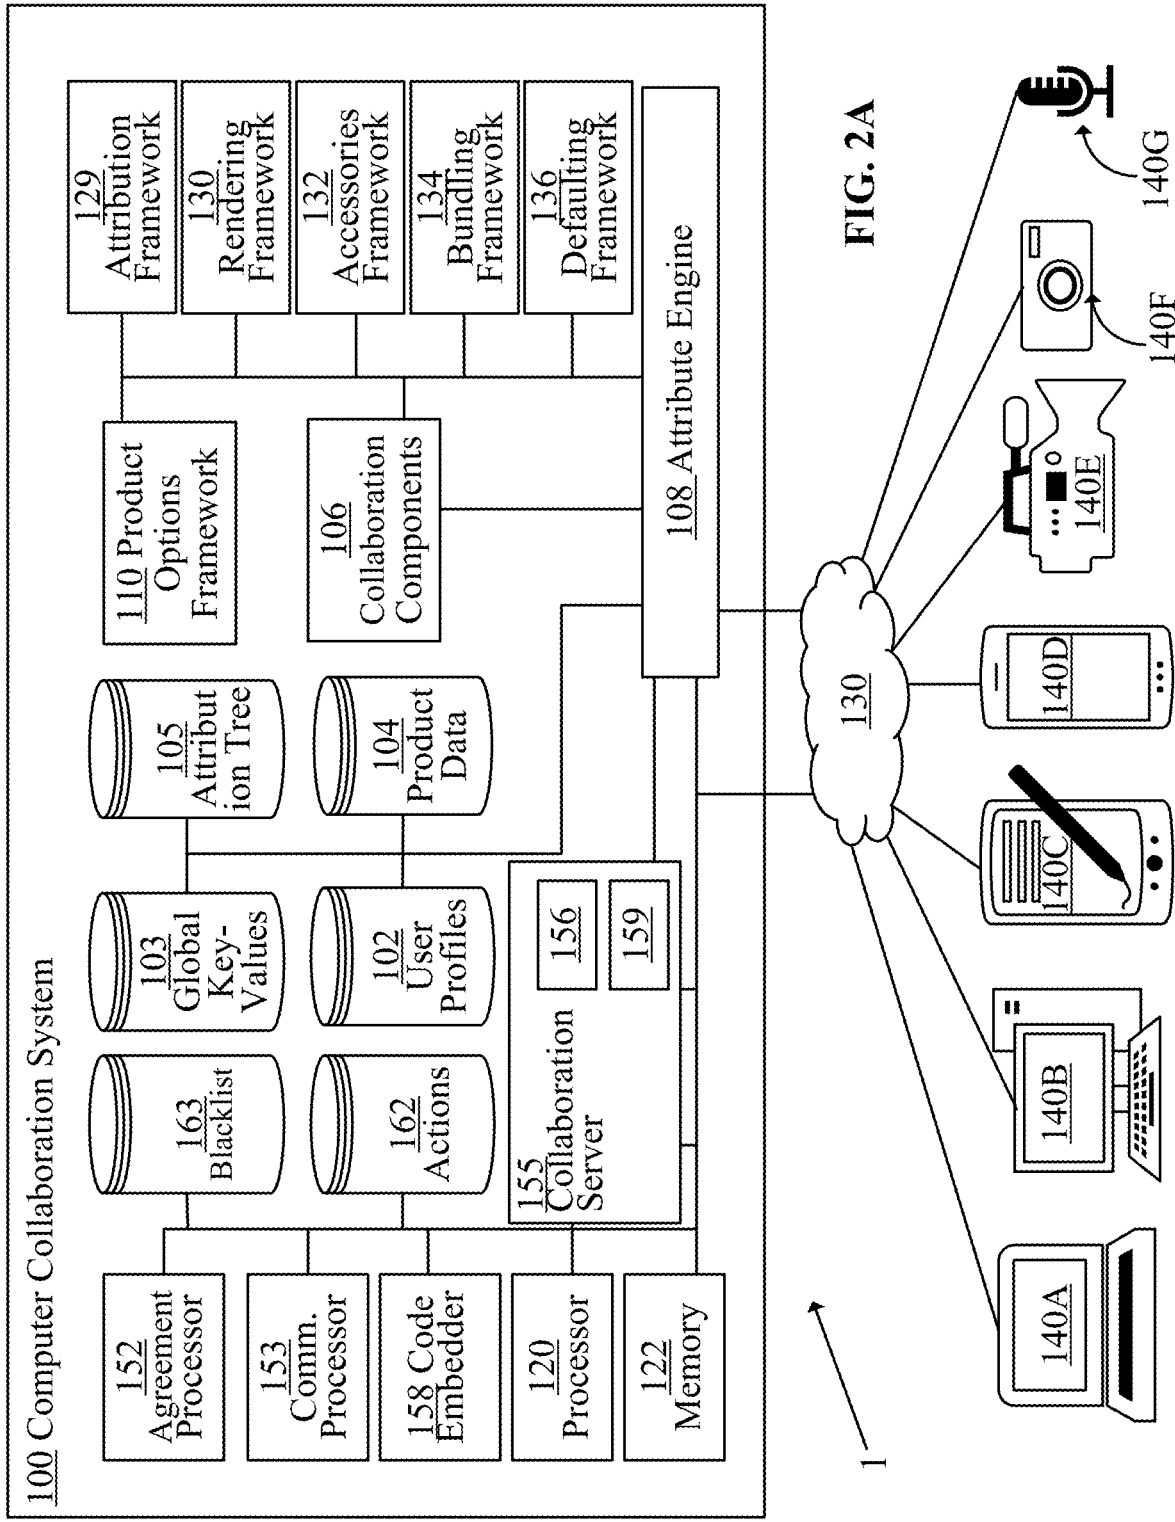 100 Computer Collaboration System
152
Agreement
Processor
153
Comm.
Processor
158 Code
Embedder
120
Processor
122
Memory
163
Blacklist
162
Actions
103
Global
Key-
Values
102
User
Profiles
105
Attribut
ion Tree
104
Product
Data
155
Collaboration
Server
156
159
110 Product
Options
Framework
106
Collaboration
Components
129
Attribution
Framework
130
Rendering
Framework
132
Accessories
Framework
134
Bundling
Framework
136
Defaulting
Framework
108 Attribute Engine
130
1
140A
140B
140C
140D
140E
140F
140G
FIG. 2A